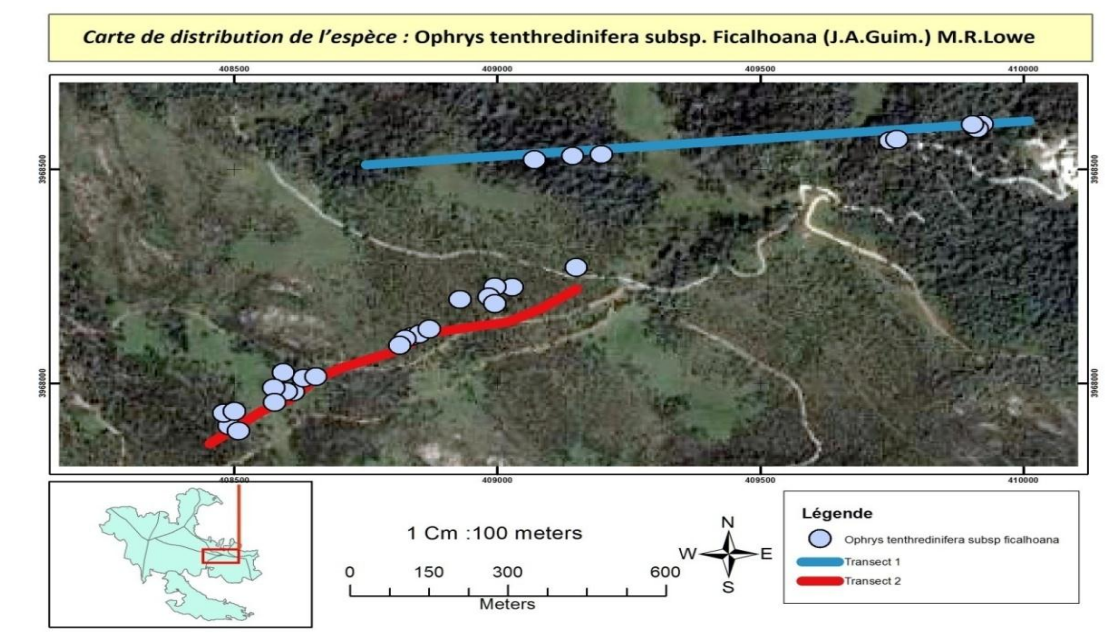 Carte de distribution de l'espèce : Ophrys tenthredinifera subsp. Ficalhoana (J.A.Guim.) M.R.Lowe
408500 409000 409500 410000
3968500 3968500
3968000 3968000
408500 409000 409500 410000
1 Cm :100 meters
0 150 300 600
Meters
N
W E
S
Légende
Ophrys tenthredinifera subsp ficalhoana
Transect 1
Transect 2